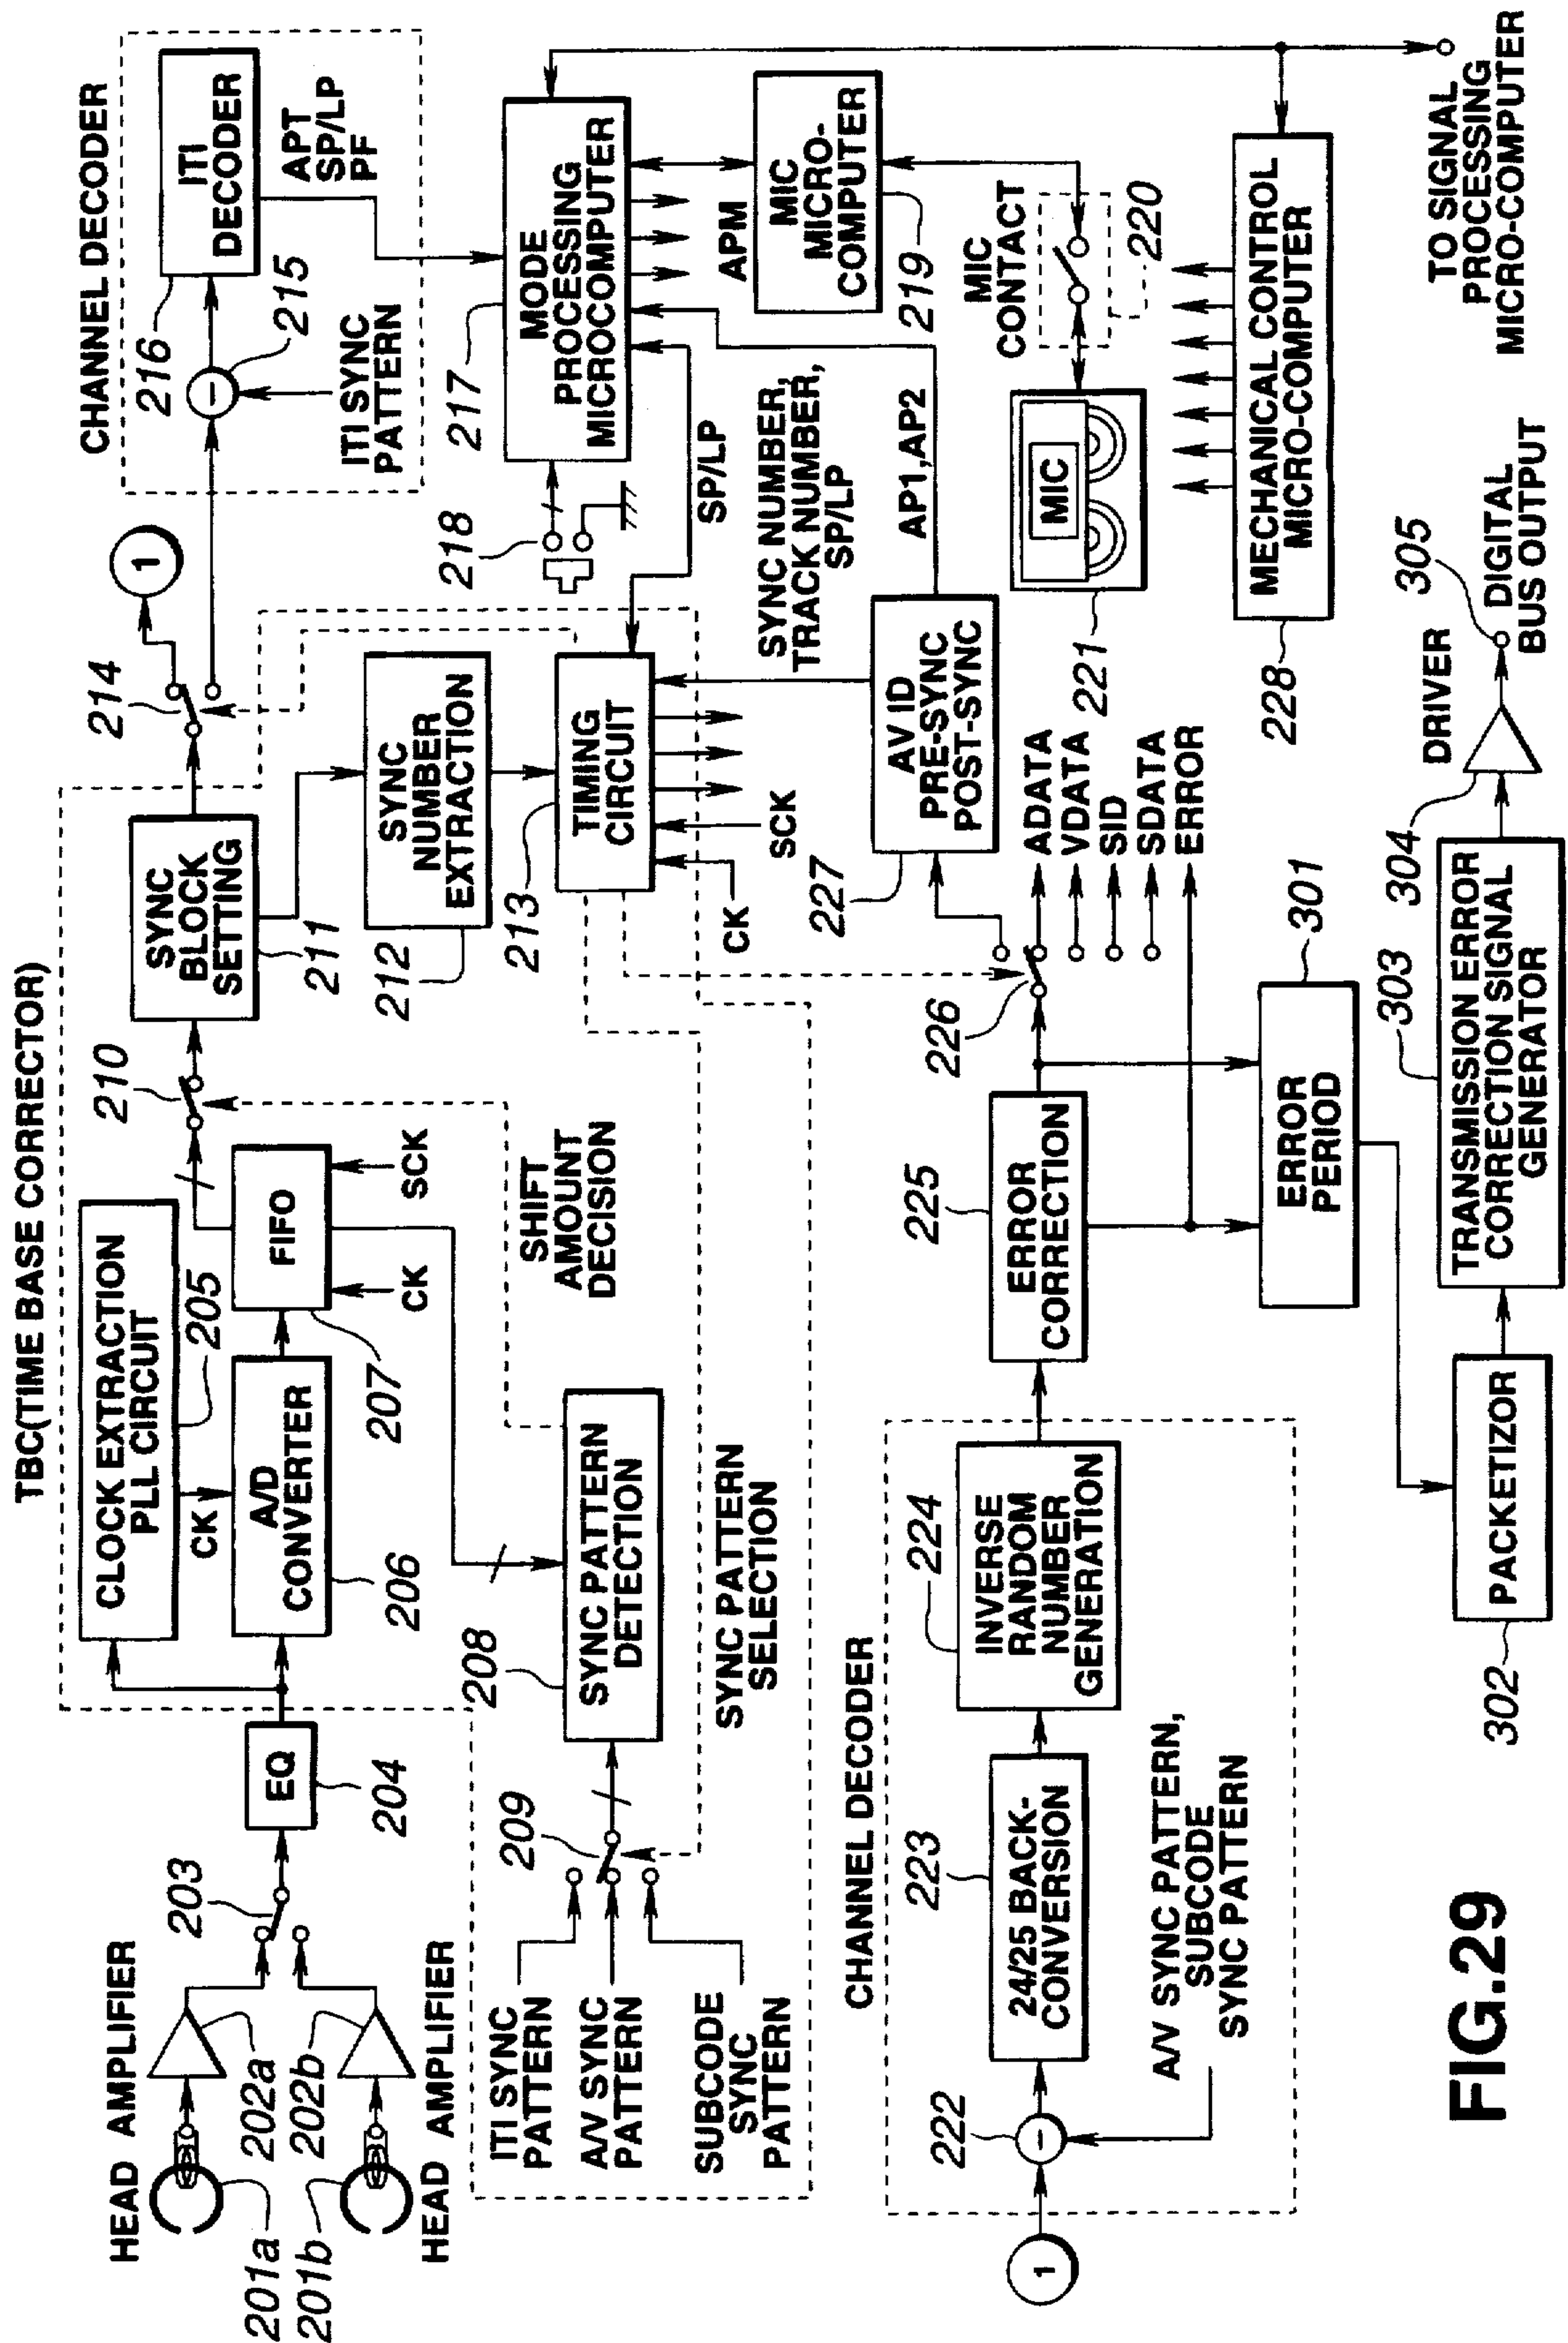 TBC(TIME BASE CORRECTOR)
CHANNEL DECODER
HEAD AMPLIFIER
201a
202a
201b
202b
HEAD AMPLIFIER
203
EQ
204
CLOCK EXTRACTION
PLL CIRCUIT
205
CK
A/D
CONVERTER
206
FIFO
207
CK
SCK
210
SYNC
BLOCK
SETTING
211
214
1
216
ITI
DECODER
215
ITI SYNC
PATTERN
APT
SP/LP
PF
ITI SYNC
PATTERN
A/V SYNC
PATTERN
SUBCODE
SYNC
PATTERN
209
208
SYNC PATTERN
DETECTION
SHIFT
AMOUNT
DECISION
SYNC PATTERN
SELECTION
212
SYNC
NUMBER
EXTRACTION
213
TIMING
CIRCUIT
CK
SCK
218
217
MODE
PROCESSING
MICROCOMPUTER
SP/LP
SYNC NUMBER,
TRACK NUMBER,
SP/LP
APM
MIC
MICRO-
COMPUTER
219
AP1,AP2
227
AV ID
PRE-SYNC
POST-SYNC
MIC
CONTACT
220
MIC
221
CHANNEL DECODER
1
222
223
24/25 BACK-
CONVERSION
A/V SYNC PATTERN,
SUBCODE
SYNC PATTERN
224
INVERSE
RANDOM
NUMBER
GENERATION
225
ERROR
CORRECTION
226
ADATA
VDATA
SID
SDATA
ERROR
228
MECHANICAL CONTROL
MICRO-COMPUTER
TO SIGNAL
PROCESSING
MICRO-COMPUTER
301
ERROR
PERIOD
302
PACKETIZOR
303
TRANSMISSION ERROR
CORRECTION SIGNAL
GENERATOR
304
DRIVER
305
DIGITAL
BUS OUTPUT
FIG.29